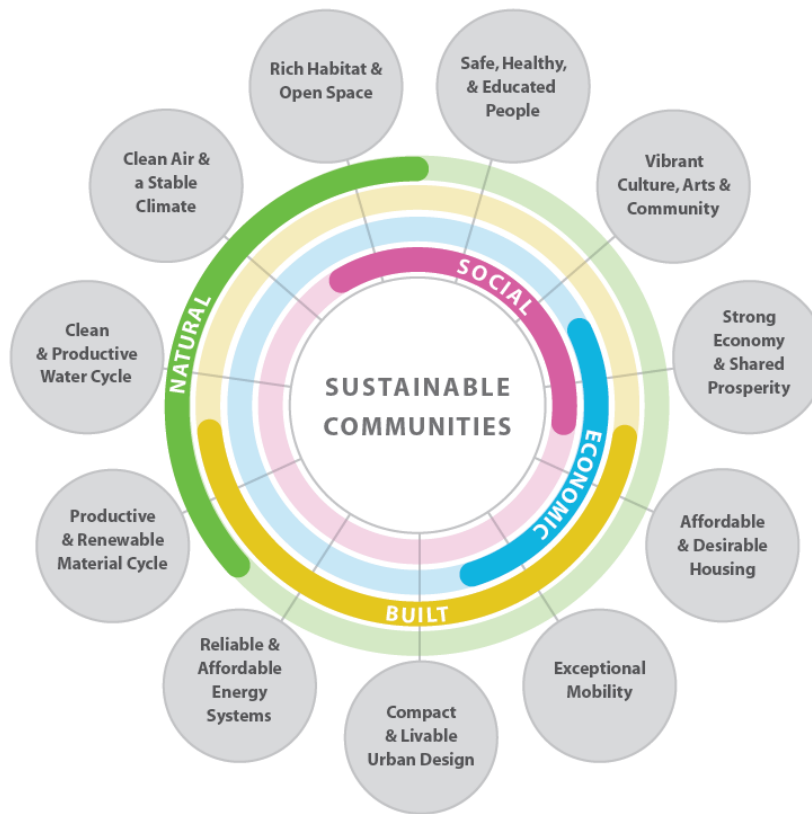 Rich Habitat &
Open Space
Safe, Healthy,
& Educated
People
Clean Air &
a Stable
Climate
Vibrant
Culture, Arts &
Community
SOCIAL
NATURAL
Clean
& Productive
Water Cycle
SUSTAINABLE
COMMUNITIES
Strong
Economy
& Shared
Prosperity
ECONOMIC
Productive
& Renewable
Material Cycle
Affordable
& Desirable
Housing
BUILT
Reliable &
Affordable
Energy
Systems
Compact
& Livable
Urban Design
Exceptional
Mobility